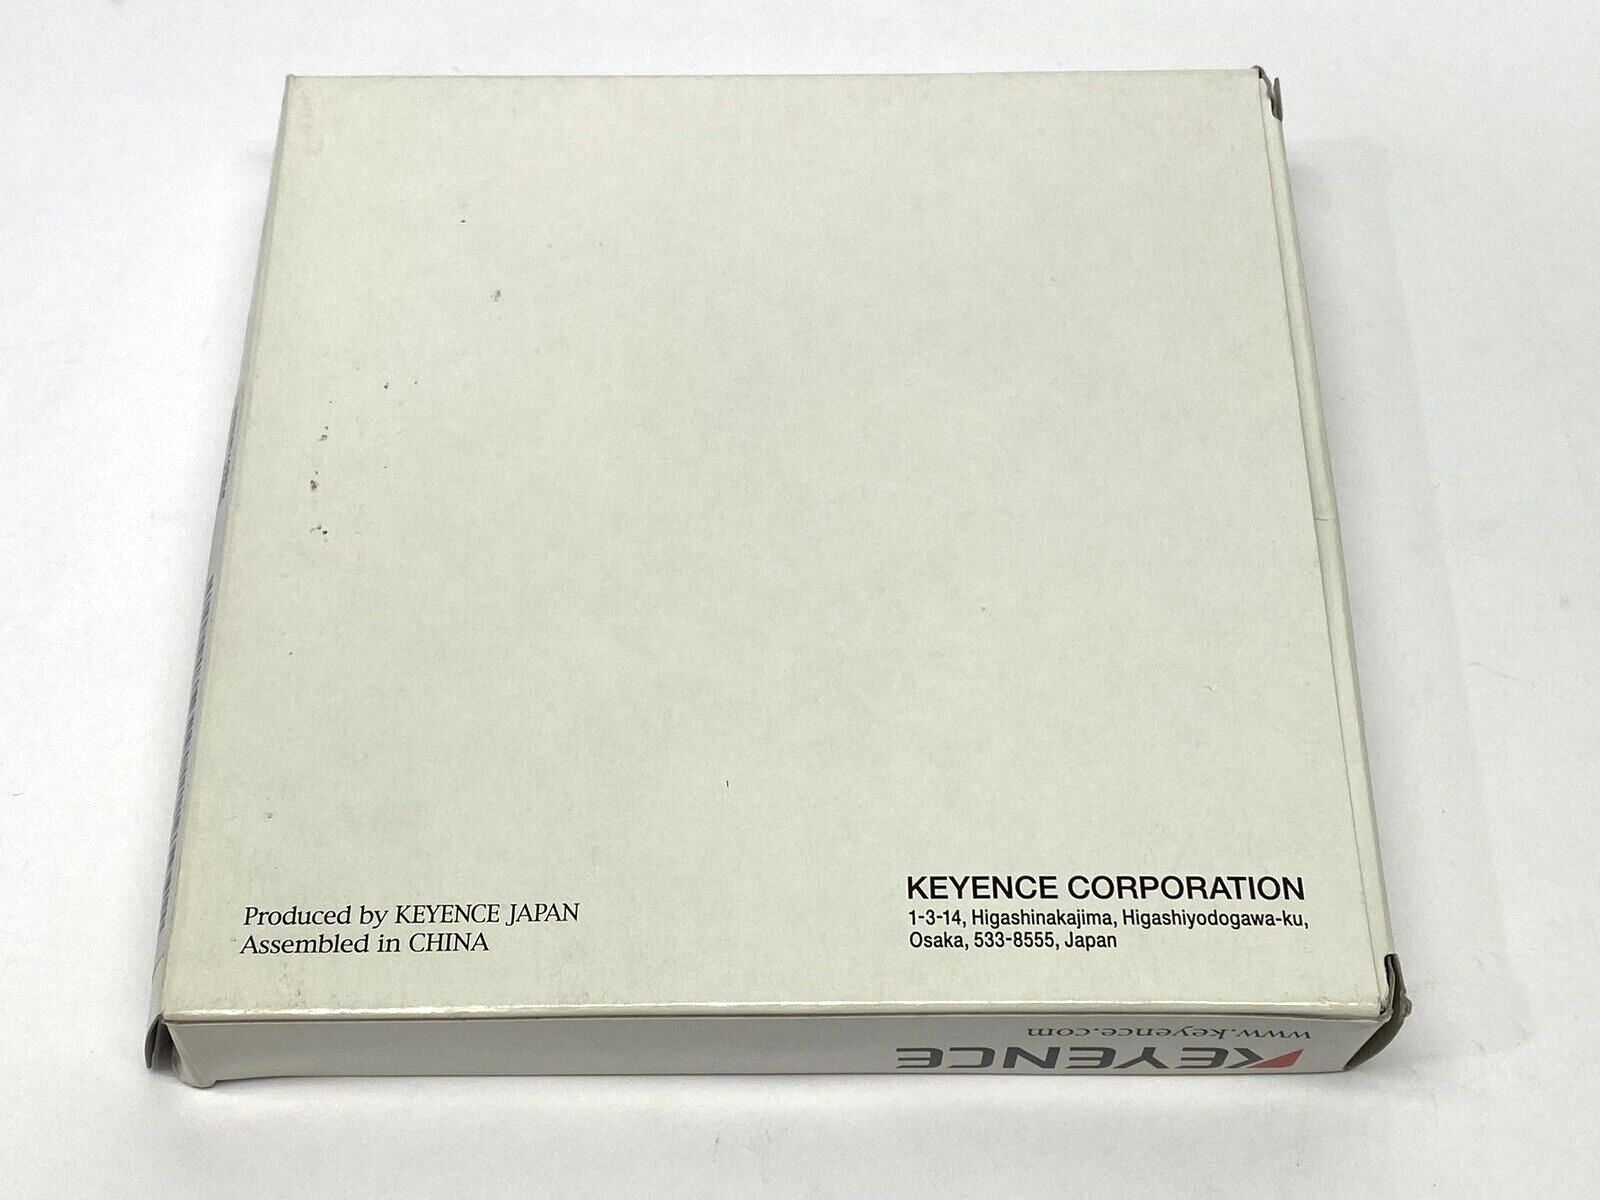 Produced by KEYENCE JAPAN
Assembled in CHINA
KEYENCE CORPORATION
1-3-14, Higashinakajima, Higashiyodogawa-ku,
Osaka, 533-8555, Japan
www.keyence.com
KEYENCE